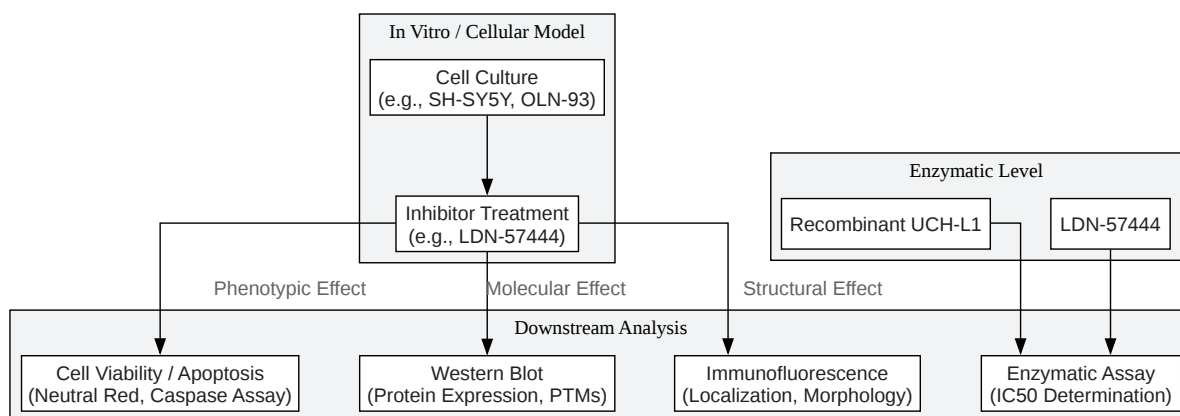 In Vitro / Cellular Model
Cell Culture
(e.g., SH-SY5Y, OLN-93)
Enzymatic Level
Inhibitor Treatment
(e.g., LDN-57444)
Recombinant UCH-L1
LDN-57444
Phenotypic Effect
Molecular Effect
Structural Effect
Downstream Analysis
Cell Viability / Apoptosis
(Neutral Red, Caspase Assay)
Western Blot
(Protein Expression, PTMs)
Immunofluorescence
(Localization, Morphology)
Enzymatic Assay
(IC50 Determination)